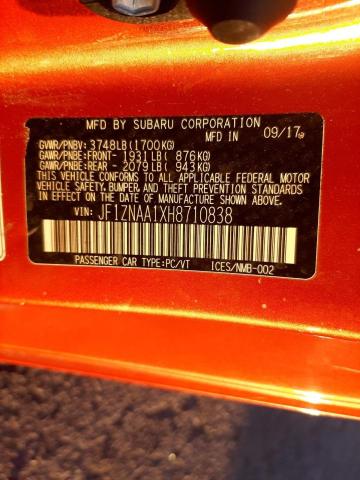 MFD BY SUBARU CORPORATION
MFD IN 09/17
GVWR/PNBV: 3748LB(1700KG)
GAWR/PNBE:FRONT- 1931LB( 876KG)
GAWR/PNBE:REAR - 2079LB( 943KG)
THIS VEHICLE CONFORMS TO ALL
APPLICABLE FEDERAL MOTOR
VEHICLE SAFETY, BUMPER, AND
THEFT PREVENTION STANDARDS
IN EFFECT ON THE DATE OF
MANUFACTURE SHOWN ABOVE.
VIN: JF1ZNAA1XH8710838
PASSENGER CAR TYPE:PC/VT ICES/NMB-002